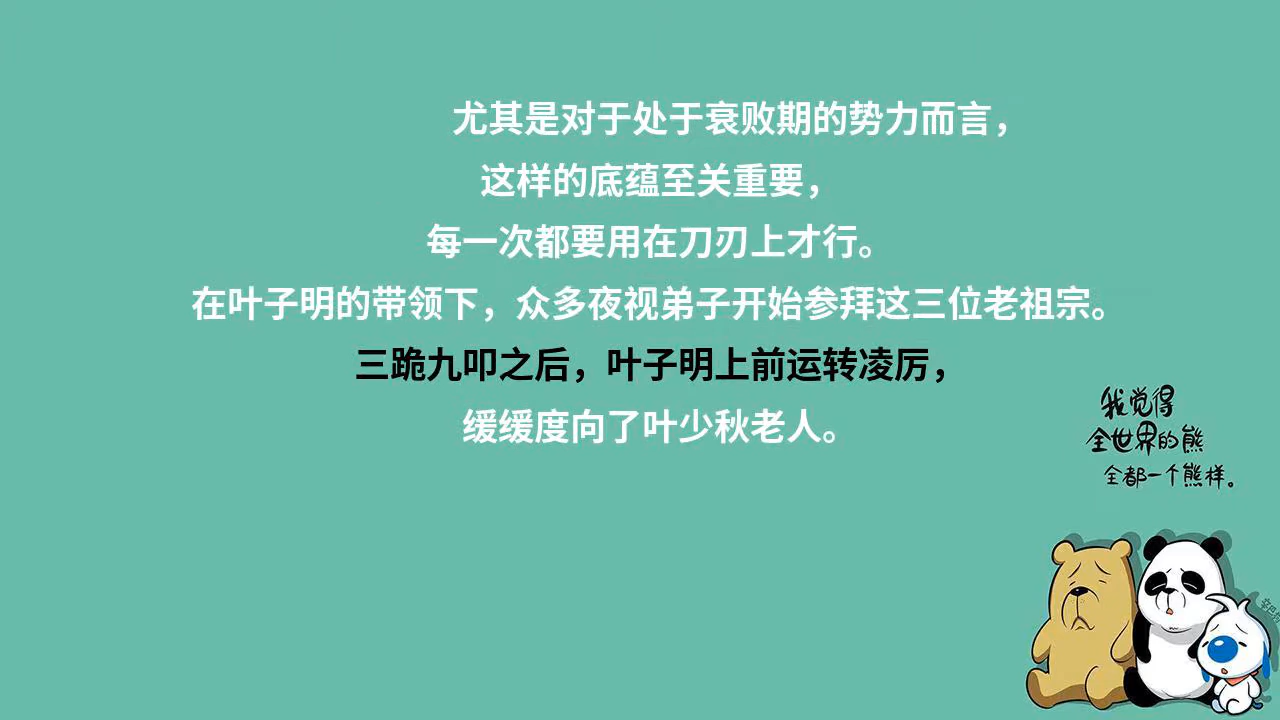 尤其是对于处于衰败期的势力而言，
这样的底蕴至关重要，
每一次都要用在刀刃上才行。
在叶子明的带领下，众多夜视弟子开始参拜这三位老祖宗。
三跪九叩之后，叶子明上前运转凌厉，
缓缓度向了叶少秋老人。
我觉得
全世界的熊
全都一个熊样。